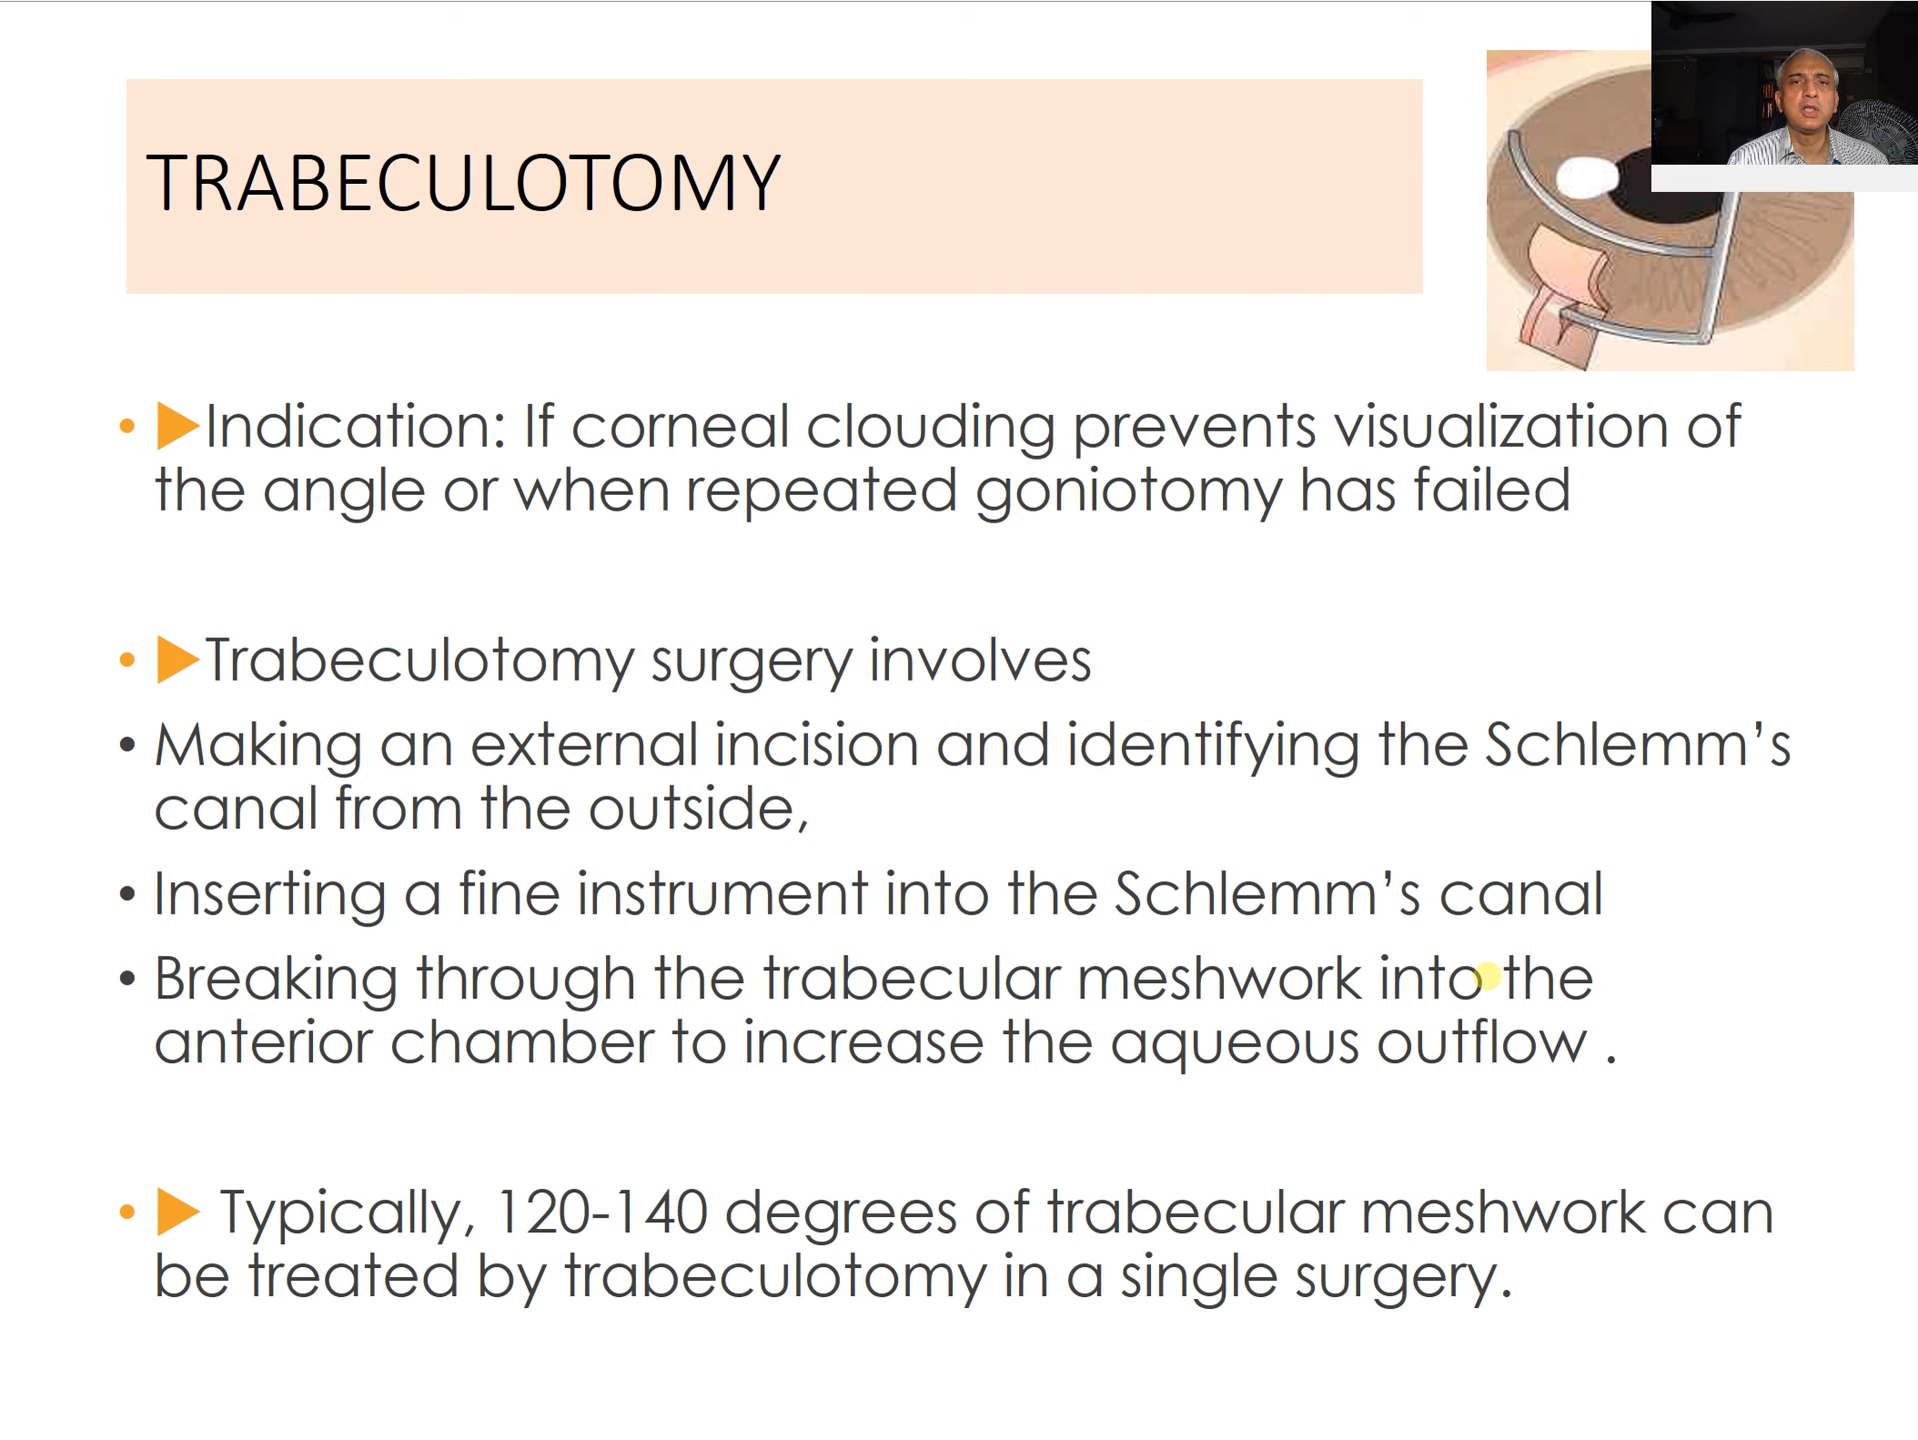 TRABECULOTOMY
• ▶Indication: If corneal clouding prevents visualization of
the angle or when repeated goniotomy has failed
• ▶Trabeculotomy surgery involves
• Making an external incision and identifying the Schlemm’s
canal from the outside,
• Inserting a fine instrument into the Schlemm’s canal
• Breaking through the trabecular meshwork into the
anterior chamber to increase the aqueous outflow .
• ▶ Typically, 120-140 degrees of trabecular meshwork can
be treated by trabeculotomy in a single surgery.